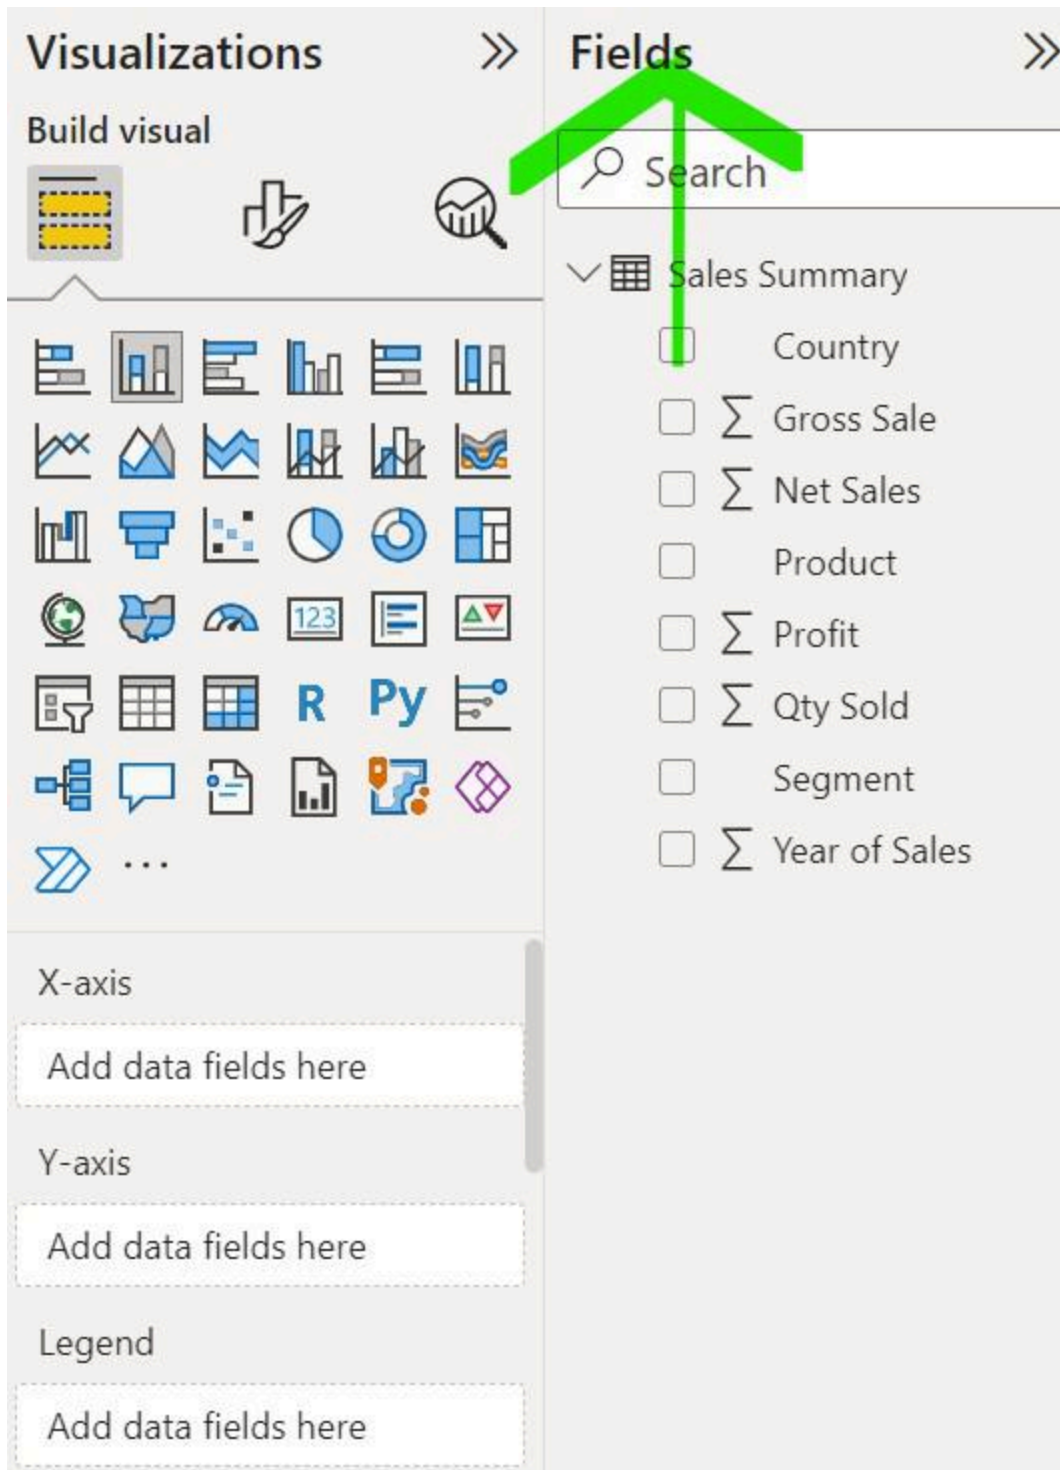 Visualizations
Build visual
123
R
Py
X-axis
Add data fields here
Y-axis
Add data fields here
Legend
Add data fields here
Fields
Search
Sales Summary
Country
Σ Gross Sale
Σ Net Sales
Product
Σ Profit
Σ Qty Sold
Segment
Σ Year of Sales